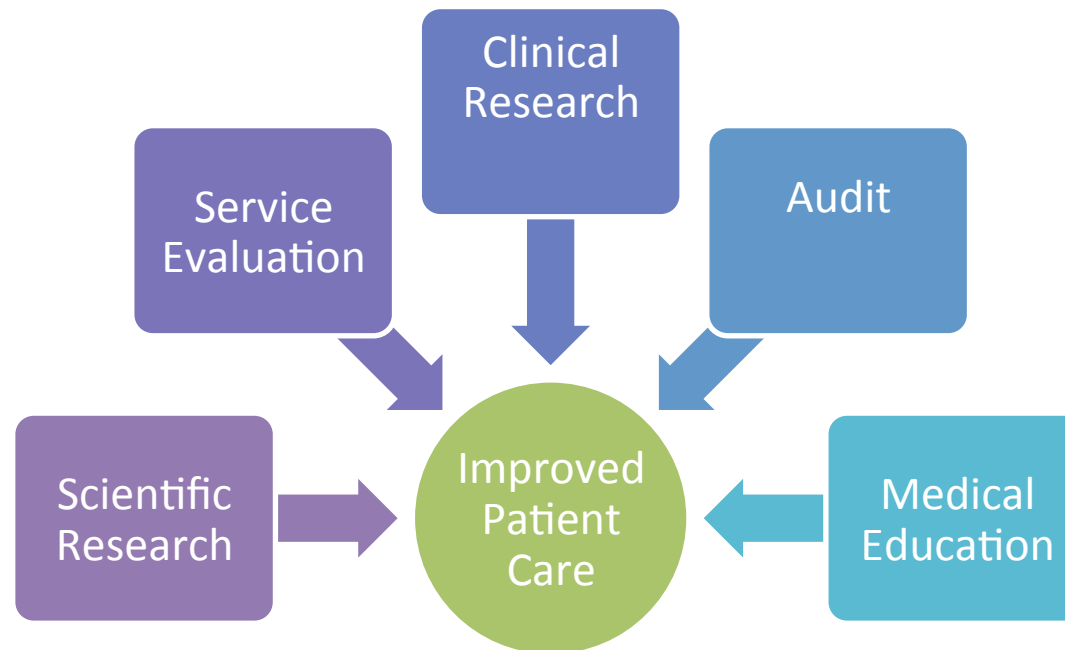 Clinical
Research
Service
Evaluation
Audit
Scientific
Research
Improved
Patient
Care
Medical
Education